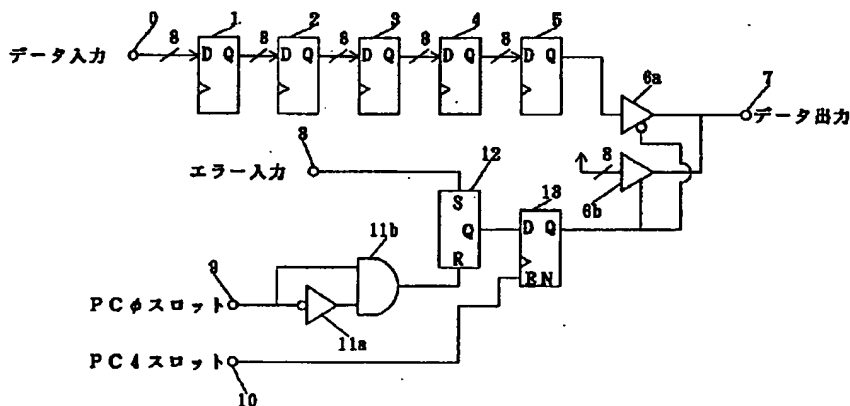 0 1 2 3 4 5
8 8 8 8 8
データ入力
D Q D Q D Q D Q D Q
6a 7
データ出力
8
エラー入力
12
8
6b
S
Q
R
13
D Q
EN
11b
9
PCφスロット
11a
PC4スロット
10